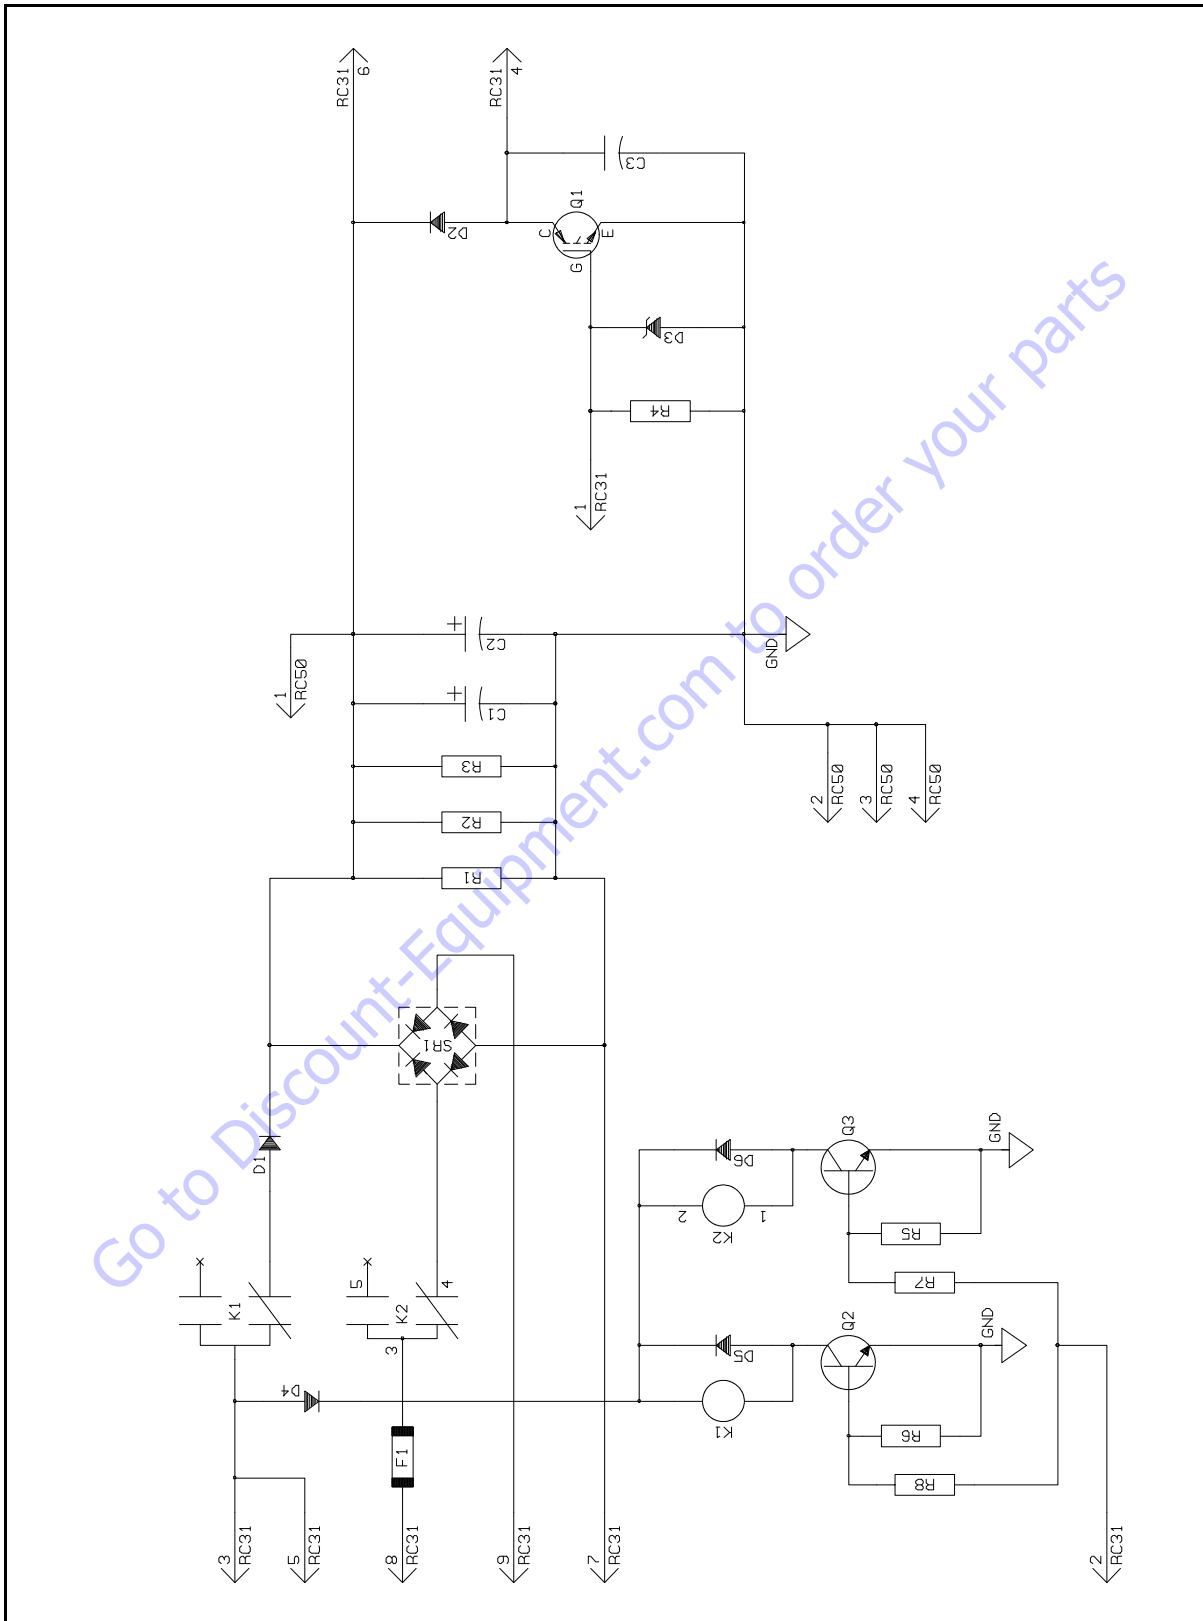 RC31 6
RC31 4
C3
Q1
C
E
G
D2
D3
R4
1 RC31
1 RC50
C2
C1
R3
R2
R1
GND
2 RC50
3 RC50
4 RC50
SR1
D1
K1
5
K2
4
3
D4
F1
D6
2
1
K2
Q3
GND
R5
R7
D5
K1
Q2
GND
R6
R8
3 RC31
5 RC31
8 RC31
9 RC31
7 RC31
2 RC31
Go to Discount-Equipment.com to order your parts